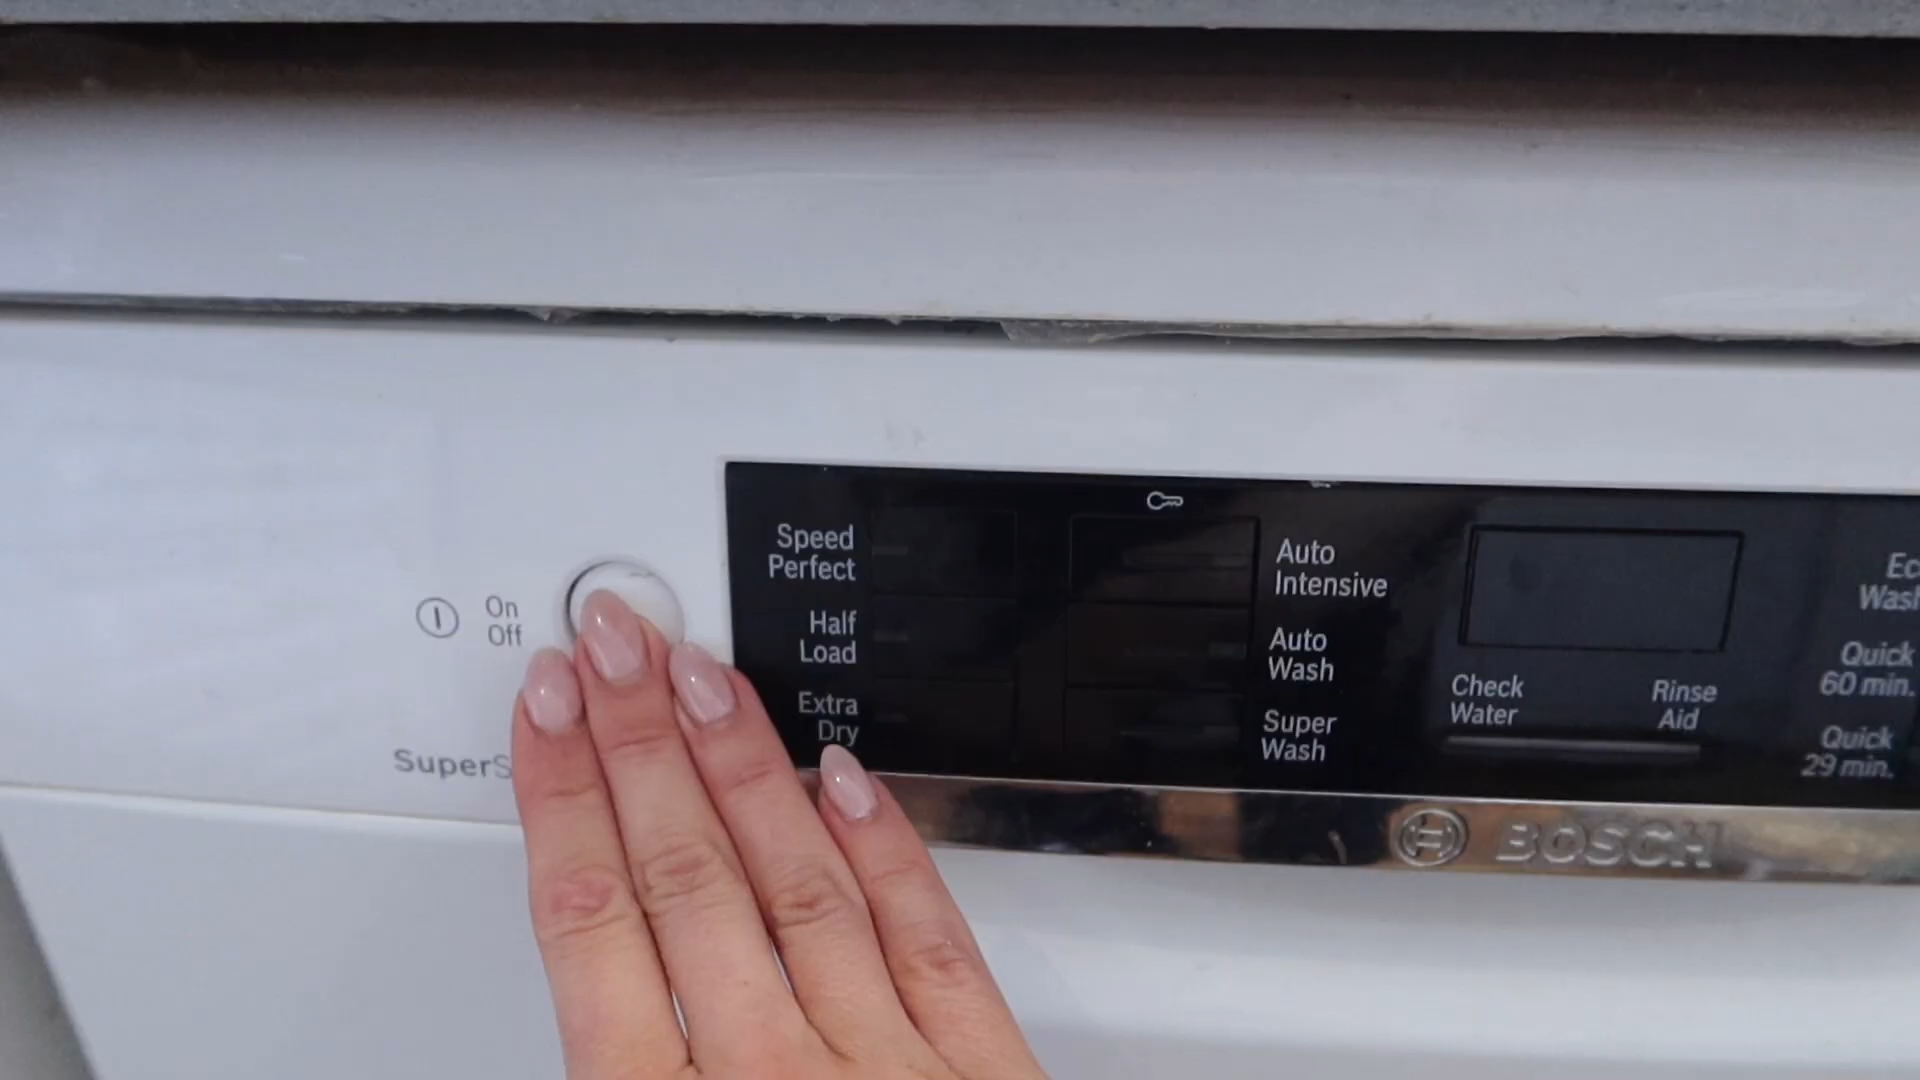 On
Off
SuperS
Speed
Perfect
Half
Load
Extra
Dry
Auto
Intensive
Auto
Wash
Super
Wash
Check
Water
Rinse
Aid
Quick
60 min.
Quick
29 min.
BOSCH